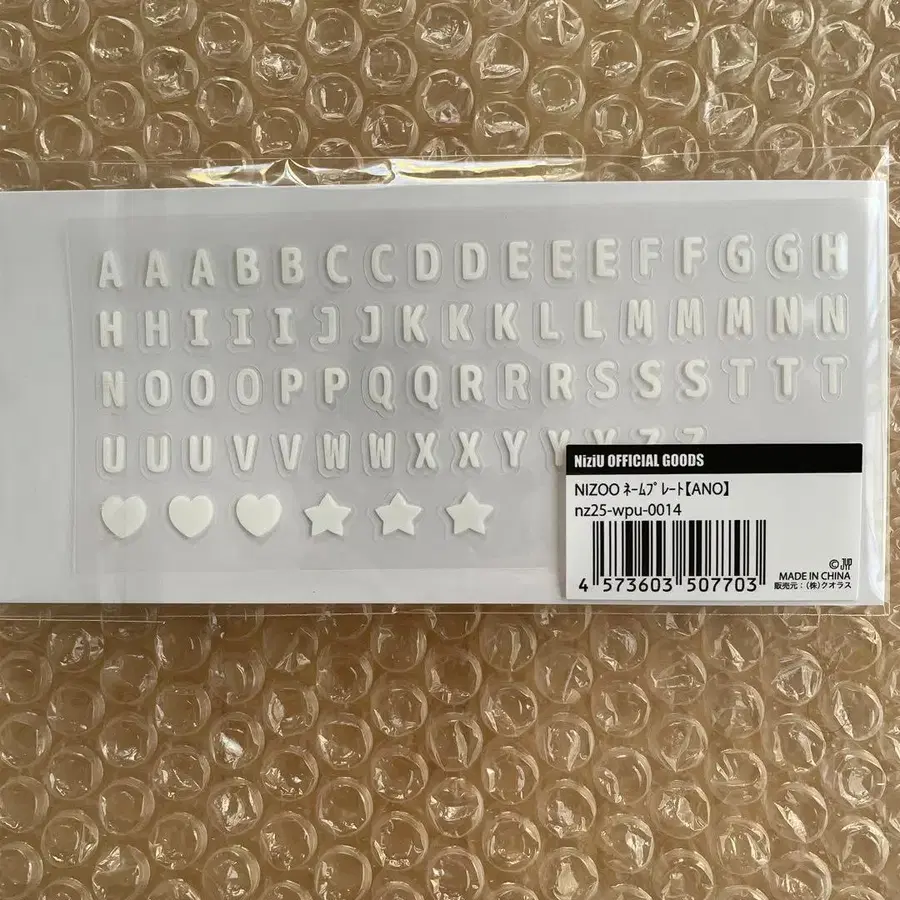 A A A B B C C D D E E E F F G G H
H H I I I J J K K K L L M M M N N
N O O O P P Q Q R R R S S S T T T
U U U V V W W X X Y Y Y Z Z
NiziU OFFICIAL GOODS
NIZOO ﾈｰﾑﾌﾟﾚｰﾄ【ANO】
nz25-wpu-0014
4 573603 507703
© JYP
MADE IN CHINA
販売元：(株)クオラス